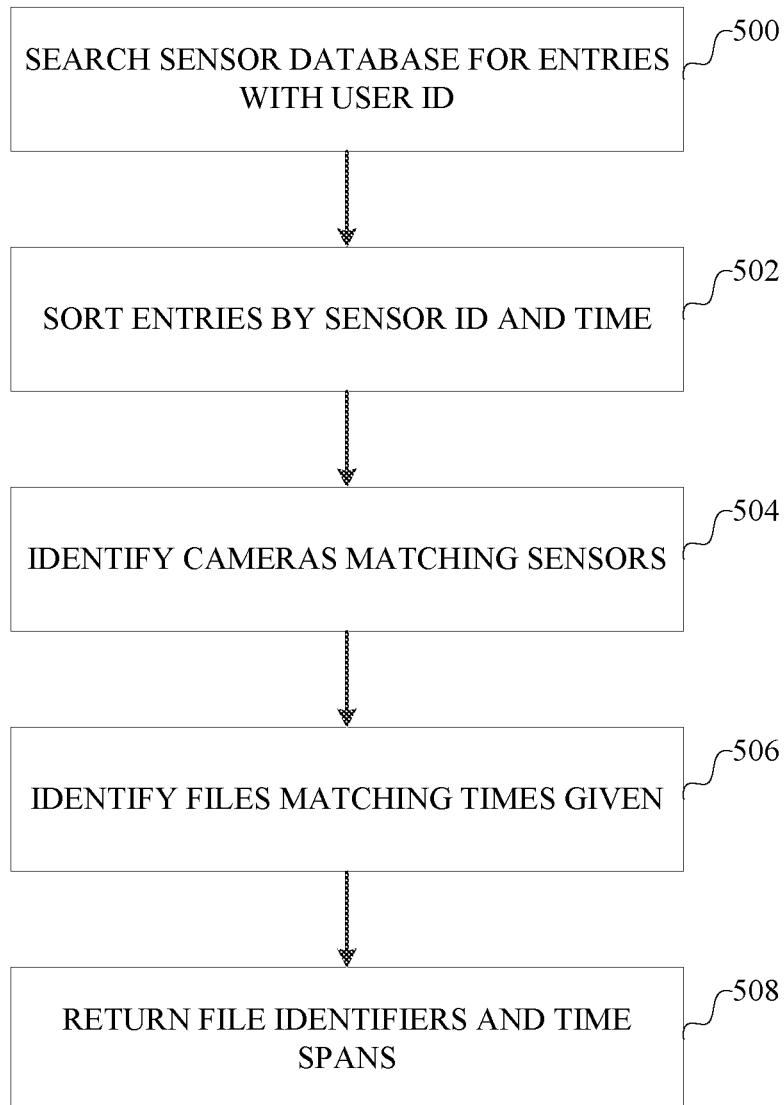 500
SEARCH SENSOR DATABASE FOR ENTRIES
WITH USER ID
502
SORT ENTRIES BY SENSOR ID AND TIME
504
IDENTIFY CAMERAS MATCHING SENSORS
506
IDENTIFY FILES MATCHING TIMES GIVEN
508
RETURN FILE IDENTIFIERS AND TIME
SPANS